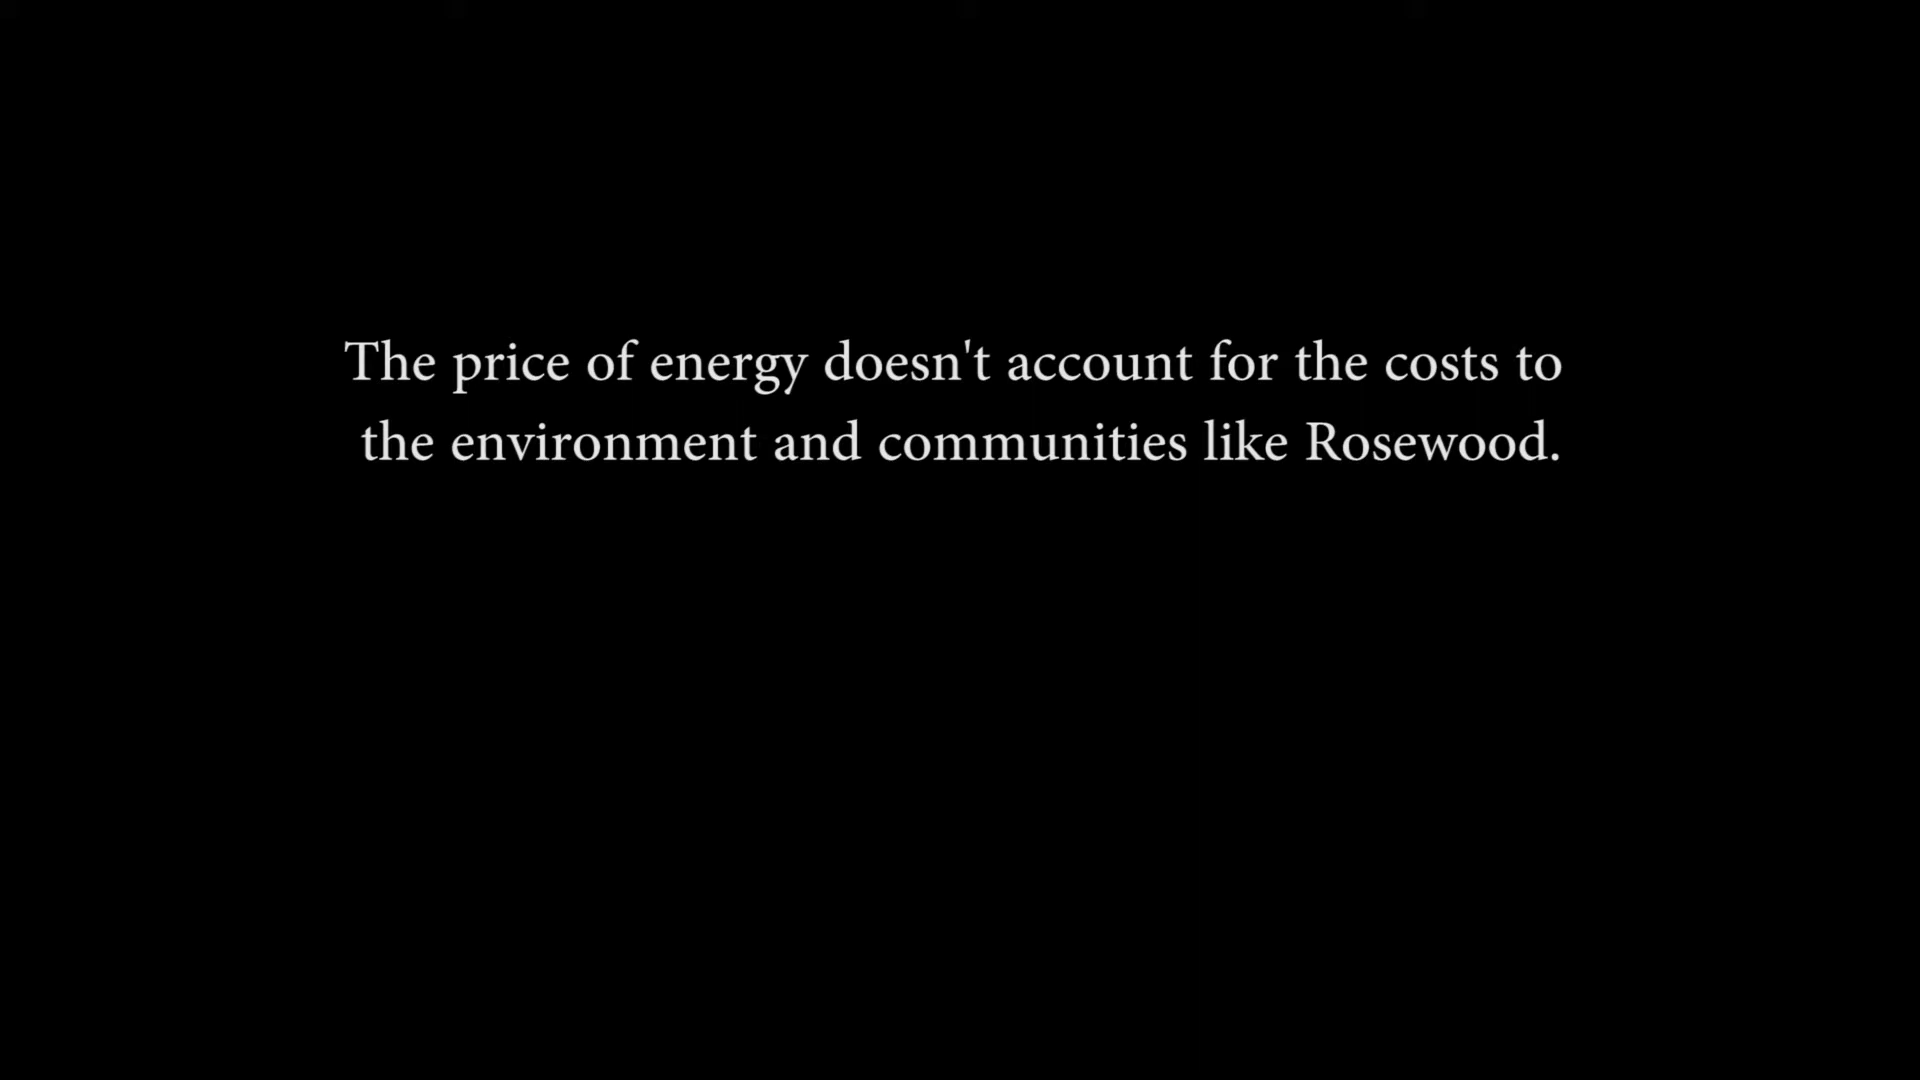 The price of energy doesn't account for the costs to
the environment and communities like Rosewood.